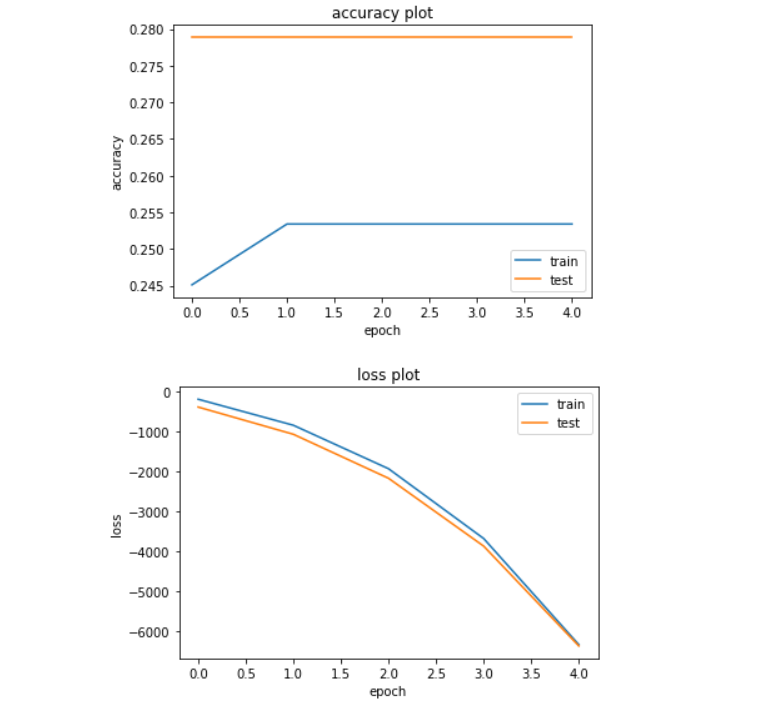 accuracy plot
0.280
0.275
0.270
0.265
0.260
0.255
0.250
0.245
accuracy
train
test
0.0 0.5 1.0 1.5 2.0 2.5 3.0 3.5 4.0
epoch
loss plot
0
−1000
−2000
−3000
−4000
−5000
−6000
loss
train
test
0.0 0.5 1.0 1.5 2.0 2.5 3.0 3.5 4.0
epoch